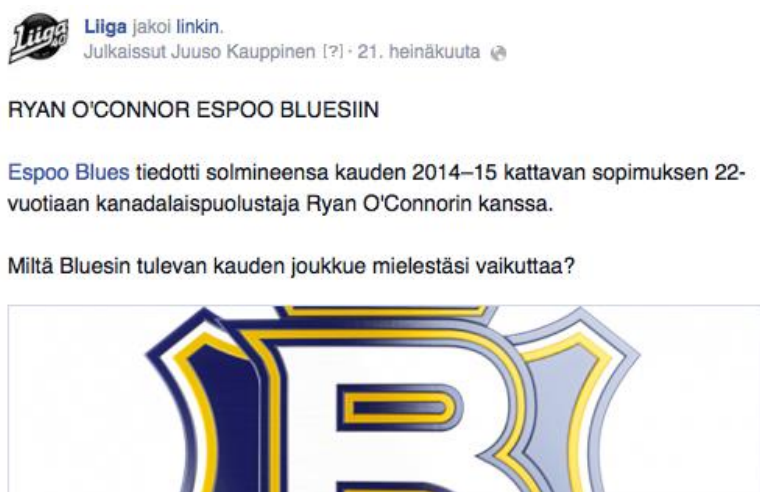 Liiga
Liiga jakoi linkin.
Julkaissut Juuso Kauppinen [?] · 21. heinäkuuta
RYAN O'CONNOR ESPOO BLUESIIN
Espoo Blues tiedotti solmineensa kauden 2014–15 kattavan sopimuksen 22-
vuotiaan kanadalaispuolustaja Ryan O'Connorin kanssa.
Miltä Bluesin tulevan kauden joukkue mielestäsi vaikuttaa?
B